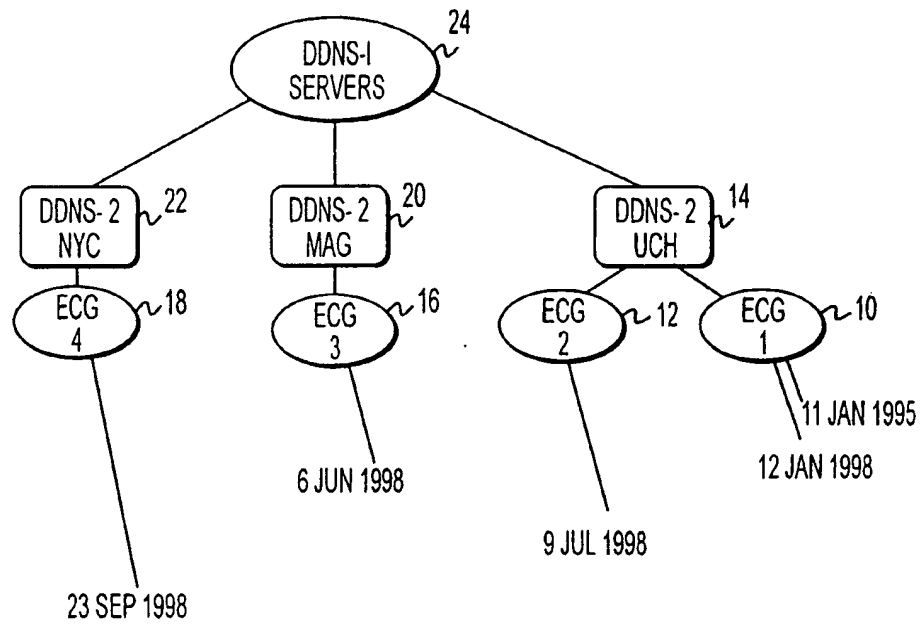 24
DDNS-I
SERVERS
DDNS- 2
NYC
22
DDNS- 2
MAG
20
DDNS- 2
UCH
14
ECG
4
18
ECG
3
16
ECG
2
12
ECG
1
10
11 JAN 1995
12 JAN 1998
6 JUN 1998
9 JUL 1998
23 SEP 1998